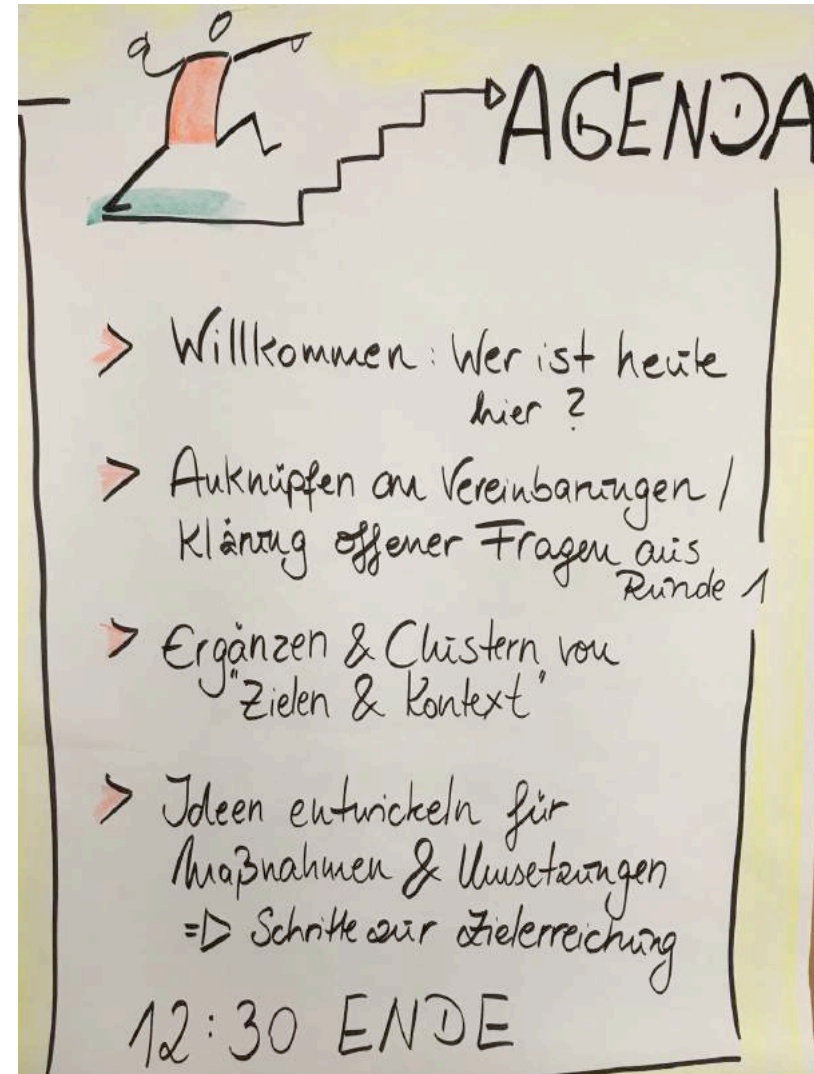 AGENDA
Willkommen: Wer ist heute
hier?
Anknüpfen an Vereinbarungen /
Klärung offener Fragen aus
Runde 1
Ergänzen & Clustern von
"Zielen & Kontext"
Ideen entwickeln für
Maßnahmen & Umsetzungen
=> Schritte zur Zielerreichung
12:30 ENDE